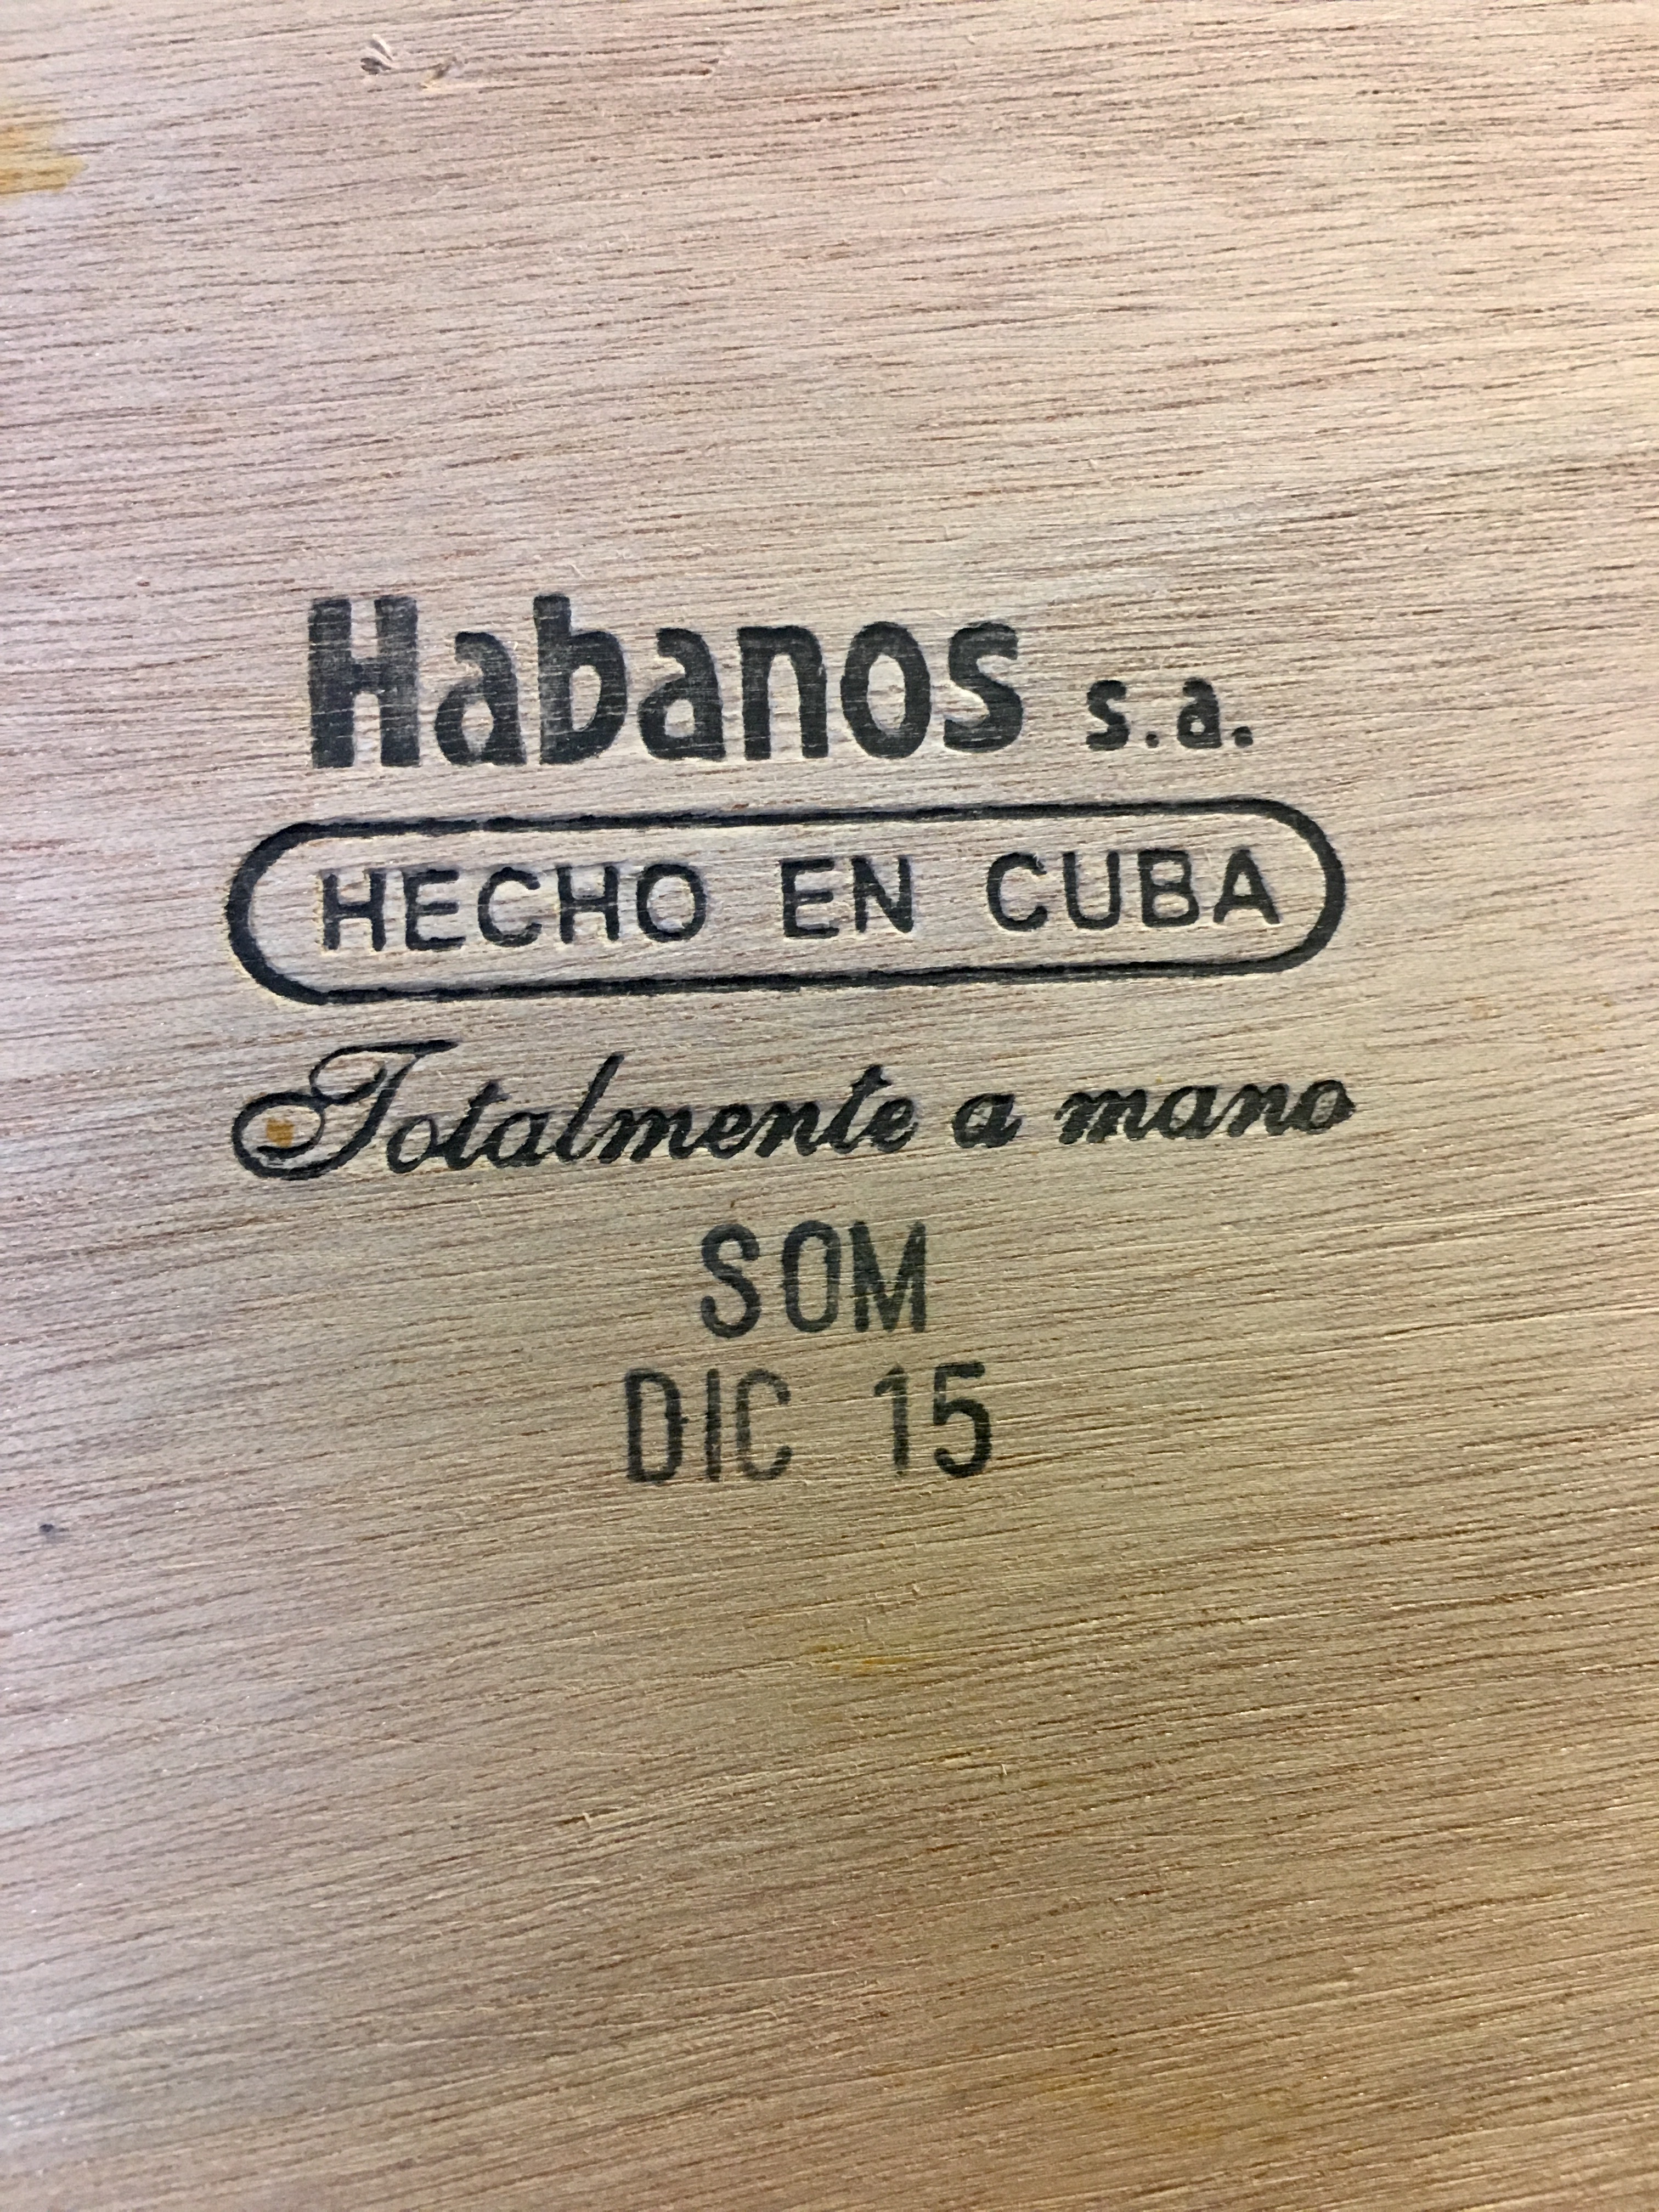 Habanos s.a.
HECHO EN CUBA
Totalmente a mano
SOM
DIC 15